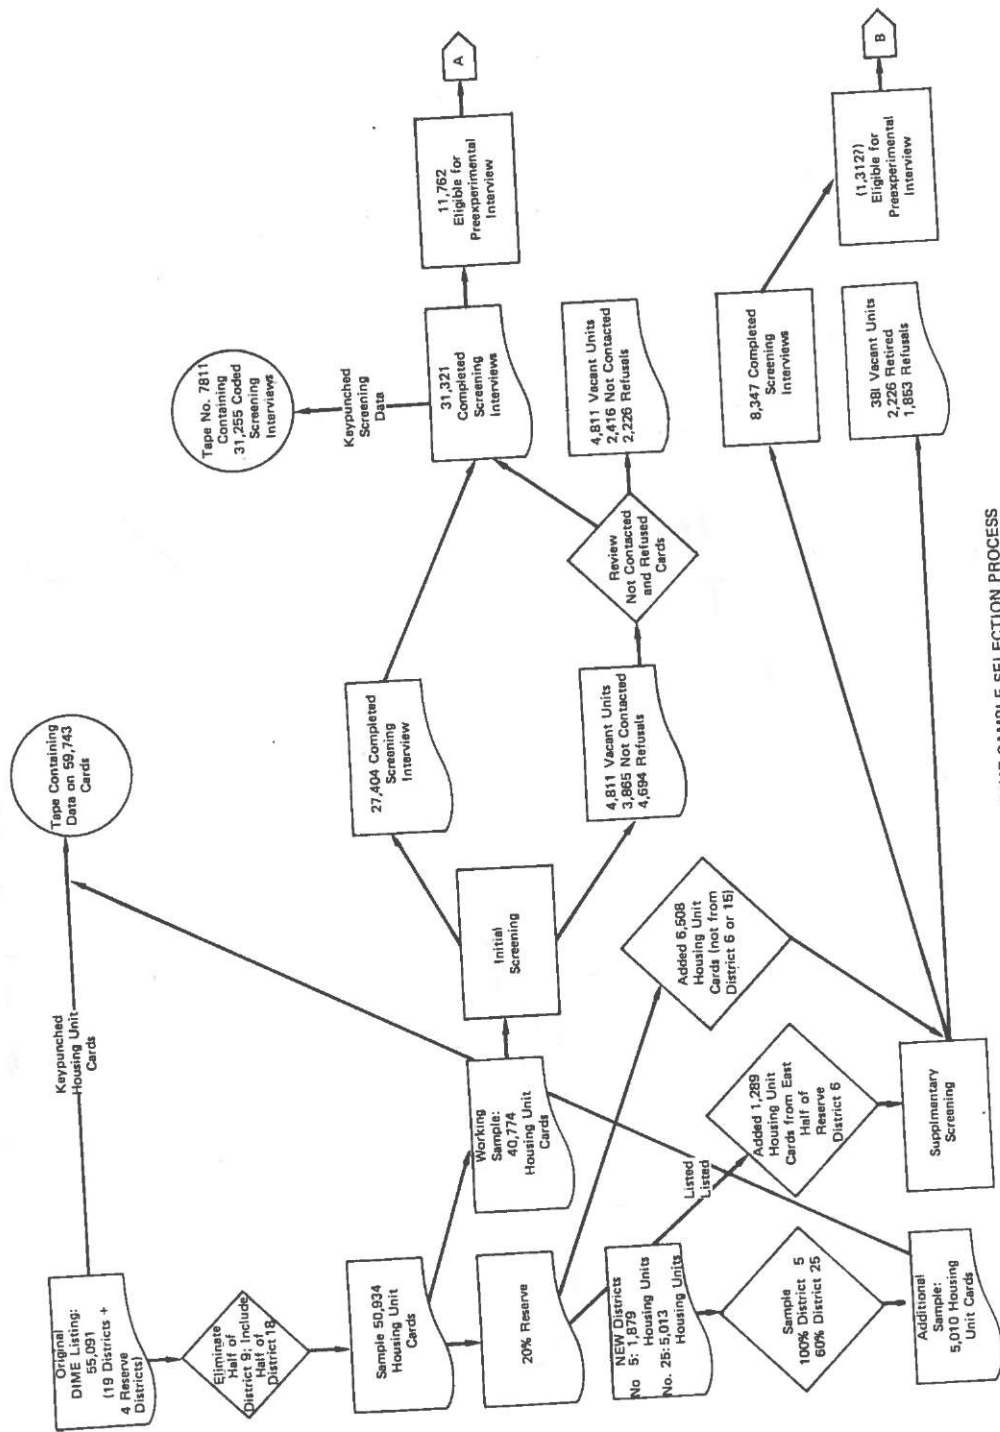 Original
DIME Listing:
55,091
(19 Districts +
4 Reserve
Districts)
Keypunched
Housing Unit
Cards
Tape Containing
Data on 59,743
Cards
Eliminate
Half of
District 9; Include
Half of
District 18
Sample 50,934
Housing Unit
Cards
Working
Sample:
40,774
Housing Unit
Cards
Initial
Screening
27,404 Completed
Screening
Interview
4,811 Vacant Units
3,865 Not Contacted
4,694 Refusals
Review
Not Contacted
and Refused
Cards
31,321
Completed
Screening
Interviews
Keypunched
Screening
Data
Tape No. 7811
Containing
31,255 Coded
Screening
Interviews
4,811 Vacant Units
2,416 Not Contacted
2,226 Refusals
11,762
Eligible for
Preexperimental
Interview
A
20% Reserve
Added 6,508
Housing Unit
Cards (not from
District 6 or 15)
NEW Districts
No 5: 1,879
Housing Units
No. 25: 5,013
Housing Units
Listed
Listed
Added 1,289
Housing Unit
Cards from East
Half of
Reserve
District 6
Sample
100% District 5
60% District 25
Additional
Sample:
5,010 Housing
Unit Cards
Supplmentary
Screening
8,347 Completed
Screening
Interviews
38l Vacant Units
2,226 Retired
1,853 Refusals
(1,312?)
Eligible for
Preexperimental
Interview
B
SAMPLE SELECTION PROCESS